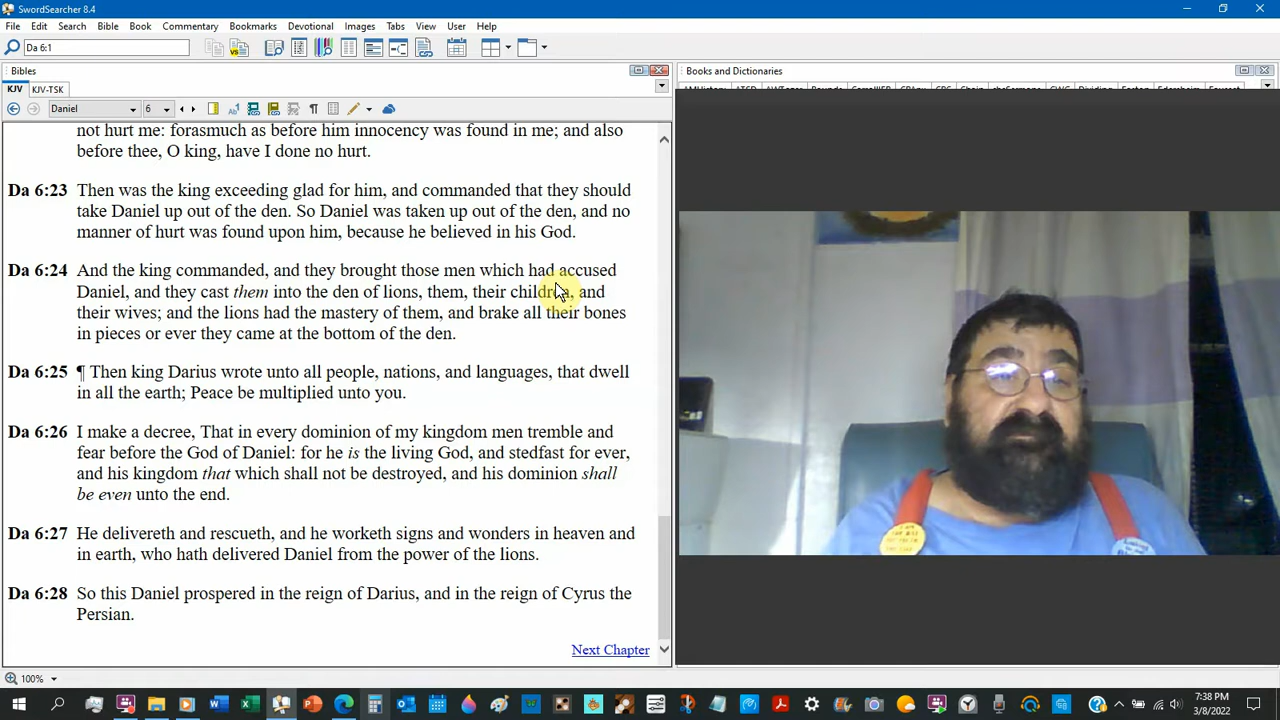 SwordSearcher 8.4
File Edit Search Bible Book Commentary Bookmarks Devotional Images Tabs View User Help
Da 6:1
Bibles
Books and Dictionaries
KJV KJV-TSK
Daniel 6
not hurt me: forasmuch as before him innocency was found in me; and also
before thee, O king, have I done no hurt.
Da 6:23 Then was the king exceeding glad for him, and commanded that they should
take Daniel up out of the den. So Daniel was taken up out of the den, and no
manner of hurt was found upon him, because he believed in his God.
Da 6:24 And the king commanded, and they brought those men which had accused
Daniel, and they cast them into the den of lions, them, their children, and
their wives; and the lions had the mastery of them, and brake all their bones
in pieces or ever they came at the bottom of the den.
Da 6:25 ¶ Then king Darius wrote unto all people, nations, and languages, that dwell
in all the earth; Peace be multiplied unto you.
Da 6:26 I make a decree, That in every dominion of my kingdom men tremble and
fear before the God of Daniel: for he is the living God, and stedfast for ever,
and his kingdom that which shall not be destroyed, and his dominion shall
be even unto the end.
Da 6:27 He delivereth and rescueth, and he worketh signs and wonders in heaven and
in earth, who hath delivered Daniel from the power of the lions.
Da 6:28 So this Daniel prospered in the reign of Darius, and in the reign of Cyrus the
Persian.
Next Chapter
100%
7:38 PM
3/8/2022